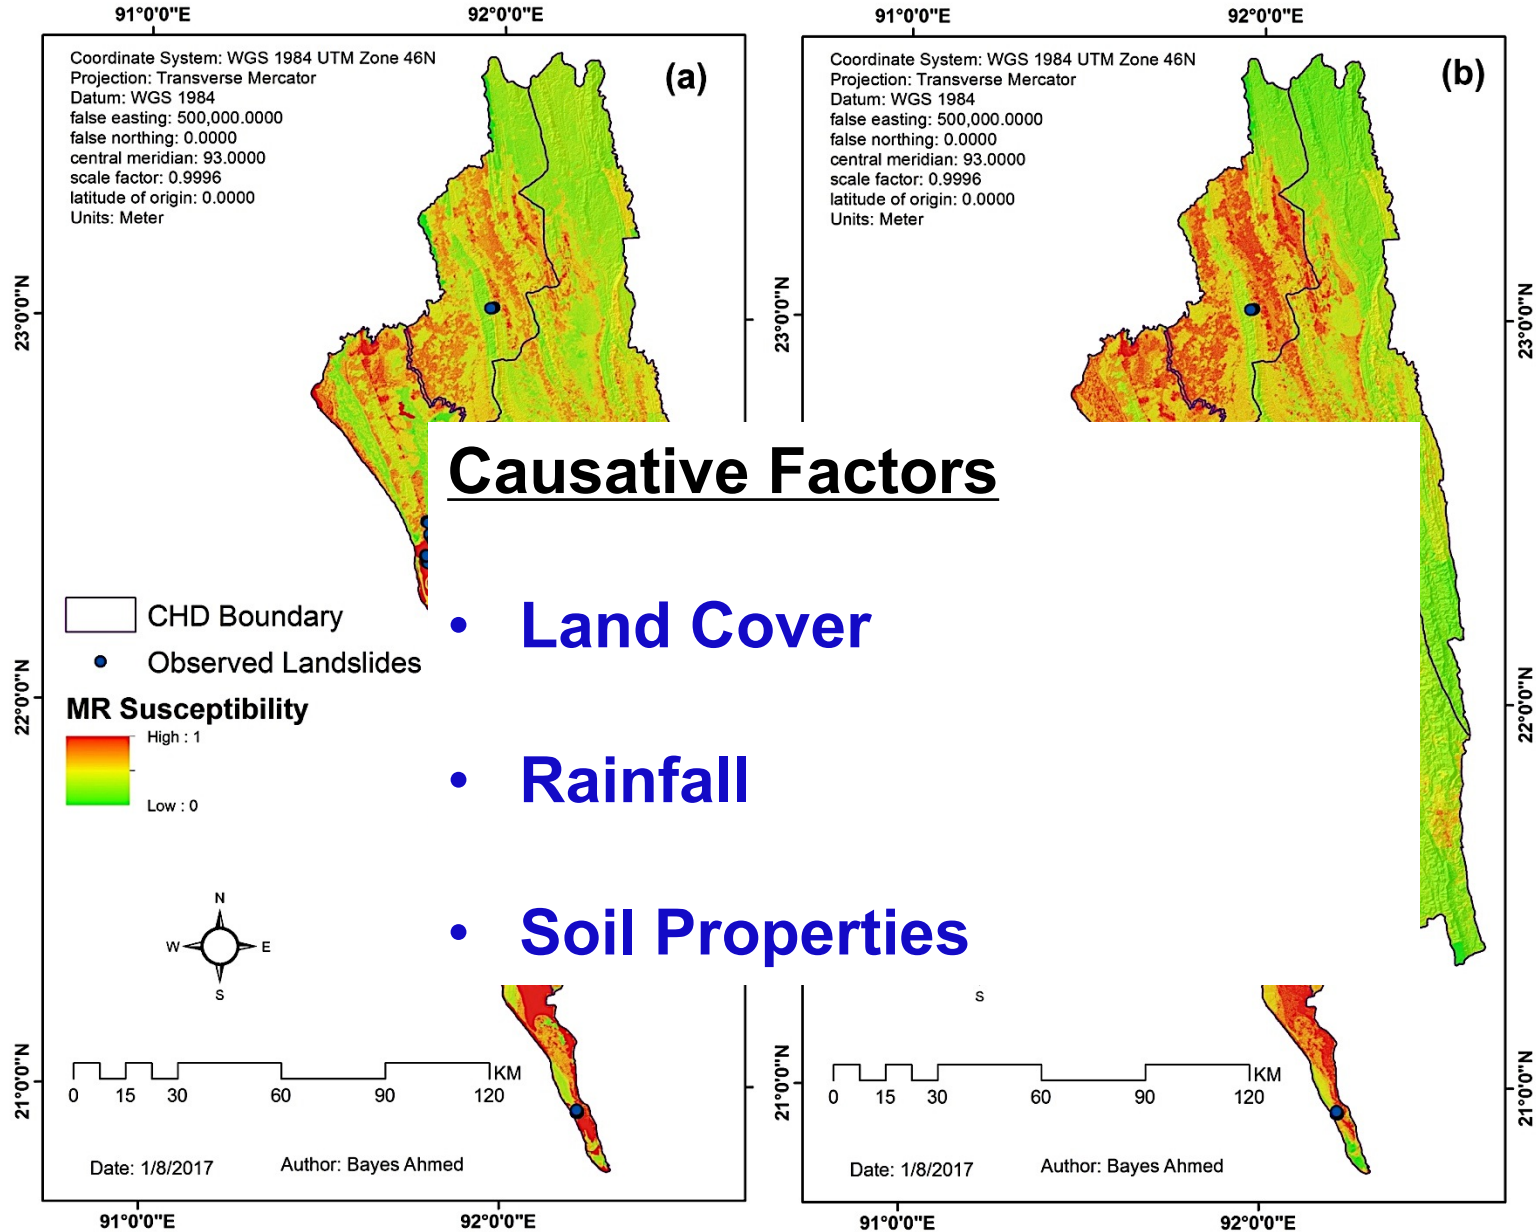 91°0'0"E
92°0'0"E
91°0'0"E
92°0'0"E
Coordinate System: WGS 1984 UTM Zone 46N
Projection: Transverse Mercator
Datum: WGS 1984
false easting: 500,000.0000
false northing: 0.0000
central meridian: 93.0000
scale factor: 0.9996
latitude of origin: 0.0000
Units: Meter
(a)
Coordinate System: WGS 1984 UTM Zone 46N
Projection: Transverse Mercator
Datum: WGS 1984
false easting: 500,000.0000
false northing: 0.0000
central meridian: 93.0000
scale factor: 0.9996
latitude of origin: 0.0000
Units: Meter
(b)
23°0'0"N
23°0'0"N
23°0'0"N
Causative Factors
• Land Cover
• Rainfall
• Soil Properties
CHD Boundary
Observed Landslides
MR Susceptibility
High : 1
Low : 0
22°0'0"N
22°0'0"N
22°0'0"N
N
W
E
S
S
21°0'0"N
21°0'0"N
21°0'0"N
KM
0 15 30 60 90 120
KM
0 15 30 60 90 120
Date: 1/8/2017
Author: Bayes Ahmed
Date: 1/8/2017
Author: Bayes Ahmed
91°0'0"E
92°0'0"E
91°0'0"E
92°0'0"E